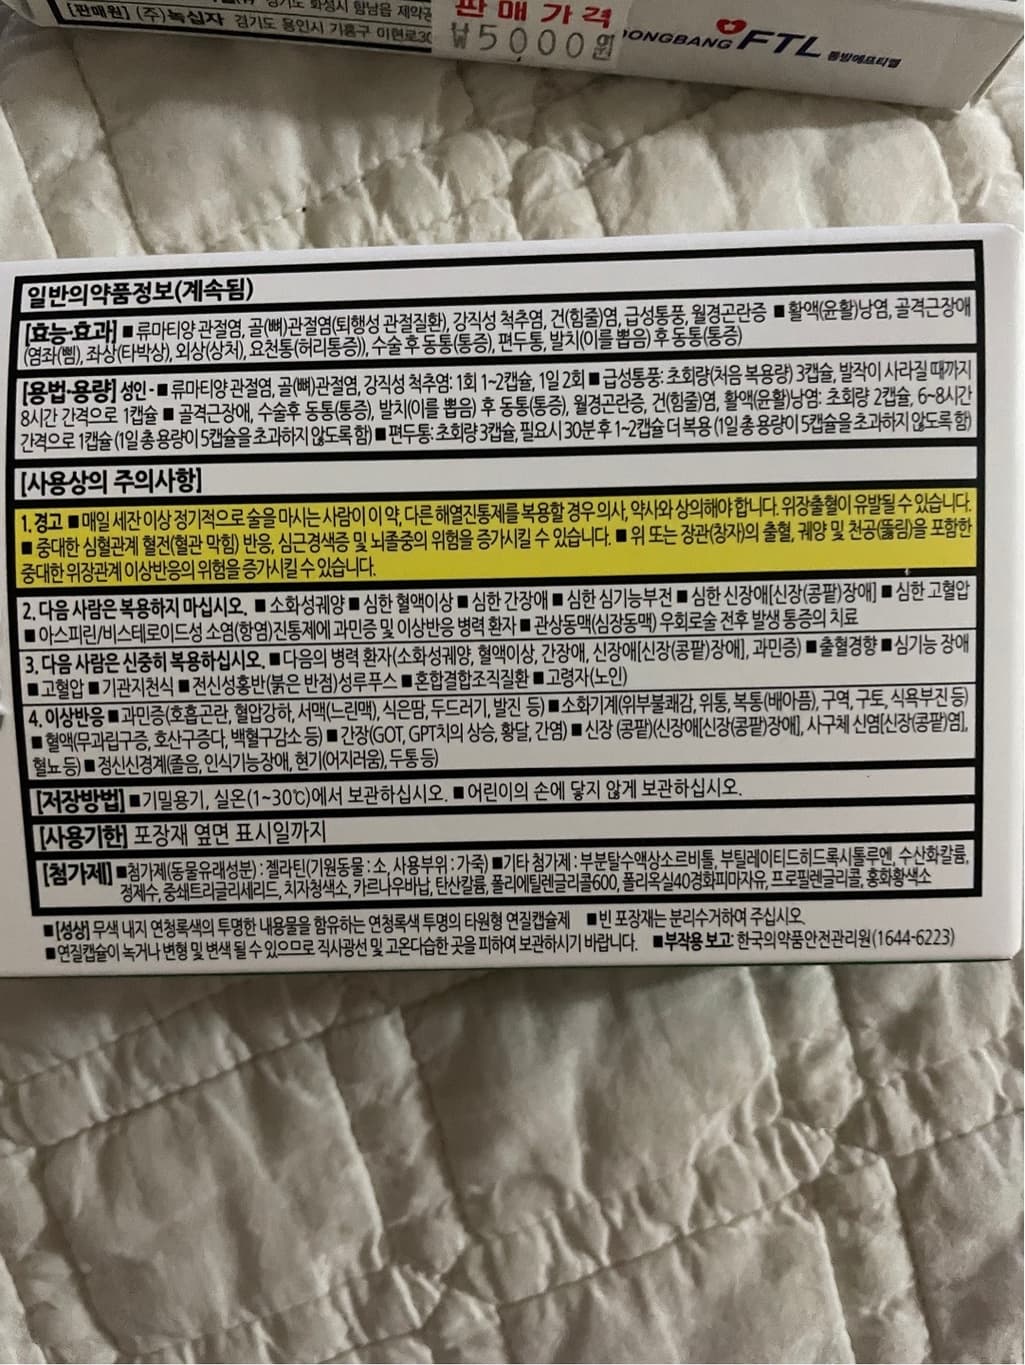 [판매원] (주)녹십자 경기도 용인시 기흥구 이현로30
판매가격
5000원
DONGBANG FTL 동방에프티엘
일반의약품정보(계속됨)
[효능·효과] ■ 류마티양 관절염, 골(뼈)관절염(퇴행성 관절질환), 강직성 척추염, 건(힘줄)염, 급성통풍, 월경곤란증 ■ 활액(윤활)낭염, 골격근장애
(염좌(삠), 좌상(타박상), 외상(상처), 요천통(허리통증)), 수술 후 동통(통증), 편두통, 발치(이를 뽑음) 후 동통(통증)
[용법·용량] 성인 - ■ 류마티양 관절염, 골(뼈)관절염, 강직성 척추염: 1회 1~2캡슐, 1일 2회 ■ 급성통풍: 초회량(처음 복용량) 3캡슐, 발작이 사라질 때까지
8시간 간격으로 1캡슐 ■ 골격근장애, 수술후 동통(통증), 발치(이를 뽑음) 후 동통(통증), 월경곤란증, 건(힘줄)염, 활액(윤활)낭염: 초회량 2캡슐, 6~8시간
간격으로 1캡슐 (1일 총 용량이 5캡슐을 초과하지 않도록 함) ■ 편두통: 초회량 3캡슐, 필요시 30분 후 1~2캡슐 더 복용 (1일 총 용량이 5캡슐을 초과하지 않도록 함)
[사용상의 주의사항]
1. 경고 ■ 매일 세잔 이상 정기적으로 술을 마시는 사람이 이 약, 다른 해열진통제를 복용할 경우 의사, 약사와 상의해야 합니다. 위장출혈이 유발될 수 있습니다.
■ 중대한 심혈관계 혈전(혈관 막힘) 반응, 심근경색증 및 뇌졸중의 위험을 증가시킬 수 있습니다. ■ 위 또는 장관(창자)의 출혈, 궤양 및 천공(뚫림)을 포함한
중대한 위장관계 이상반응의 위험을 증가시킬 수 있습니다.
2. 다음 사람은 복용하지 마십시오. ■ 소화성궤양 ■ 심한 혈액이상 ■ 심한 간장애 ■ 심한 심기능부전 ■ 심한 신장애[신장(콩팥)장애] ■ 심한 고혈압
■ 아스피린/비스테로이드성 소염(항염)진통제에 과민증 및 이상반응 병력 환자 ■ 관상동맥(심장동맥) 우회로술 전후 발생 통증의 치료
3. 다음 사람은 신중히 복용하십시오. ■ 다음의 병력 환자(소화성궤양, 혈액이상, 간장애, 신장애[신장(콩팥)장애], 과민증) ■ 출혈경향 ■ 심기능 장애
■ 고혈압 ■ 기관지천식 ■ 전신성홍반(붉은 반점)성루푸스 ■ 혼합결합조직질환 ■ 고령자(노인)
4. 이상반응 ■ 과민증(호흡곤란, 혈압강하, 서맥(느린맥), 식은땀, 두드러기, 발진 등) ■ 소화기계(위부불쾌감, 위통, 복통(배아픔), 구역, 구토, 식욕부진 등)
■ 혈액(무과립구증, 호산구증다, 백혈구감소 등) ■ 간장(GOT, GPT치의 상승, 황달, 간염) ■ 신장 (콩팥)(신장애[신장(콩팥)장애], 사구체 신염[신장(콩팥)염],
혈뇨 등) ■ 정신신경계(졸음, 인식기능장애, 현기(어지러움), 두통 등)
[저장방법] ■ 기밀용기, 실온(1~30℃)에서 보관하십시오. ■ 어린이의 손에 닿지 않게 보관하십시오.
[사용기한] 포장재 옆면 표시일까지
[첨가제] ■ 첨가제(동물유래성분) : 젤라틴(기원동물 : 소, 사용부위 : 가죽) ■ 기타 첨가제 : 부분탈수액상소르비톨, 부틸레이티드히드록시톨루엔, 수산화칼륨,
정제수, 중쇄트리글리세리드, 치자청색소, 카르나우바납, 탄산칼륨, 폴리에틸렌글리콜600, 폴리옥실40경화피마자유, 프로필렌글리콜, 홍화황색소
■ [성상] 무색 내지 연청록색의 투명한 내용물을 함유하는 연청록색 투명의 타원형 연질캡슐제 ■ 빈 포장재는 분리수거하여 주십시오.
■ 연질캡슐이 녹거나 변형 및 변색 될 수 있으므로 직사광선 및 고온다습한 곳을 피하여 보관하시기 바랍니다. ■ 부작용 보고: 한국의약품안전관리원(1644-6223)